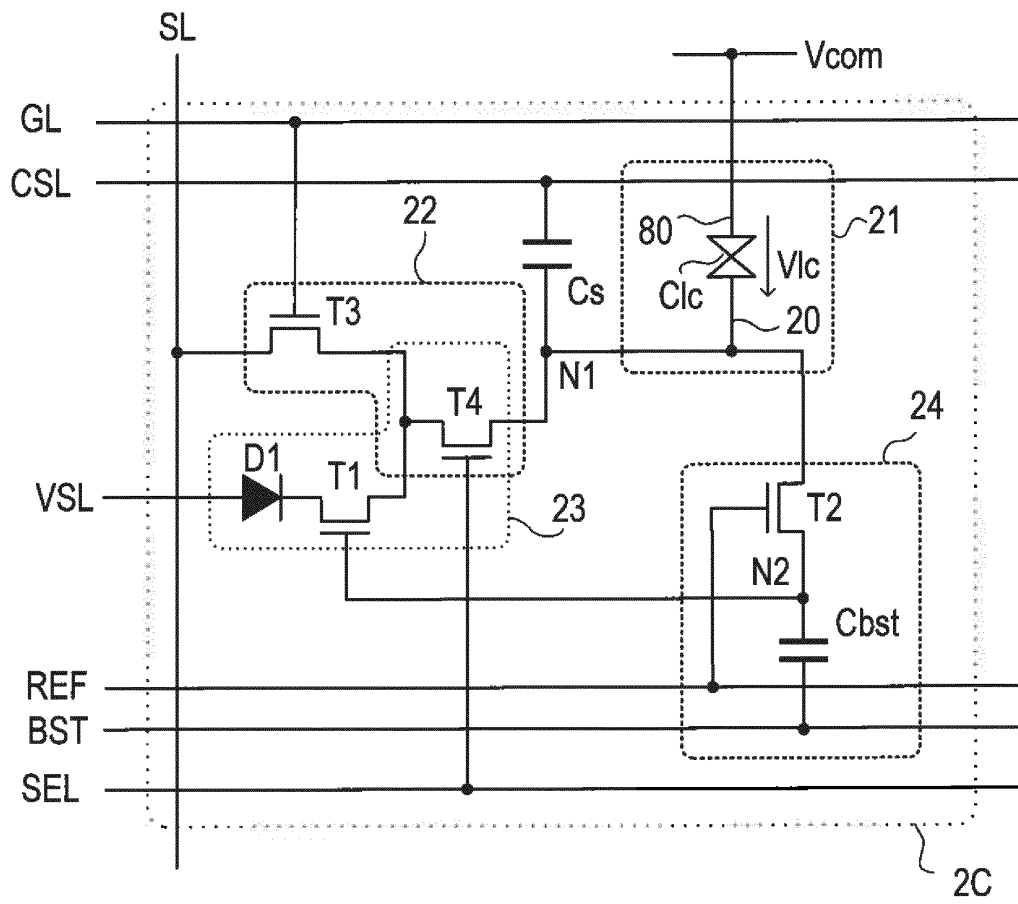 SL
Vcom
GL
CSL
22
80
21
Clc
Vlc
Cs
20
T3
N1
T4
24
D1
T1
VSL
23
T2
N2
Cbst
REF
BST
SEL
2C